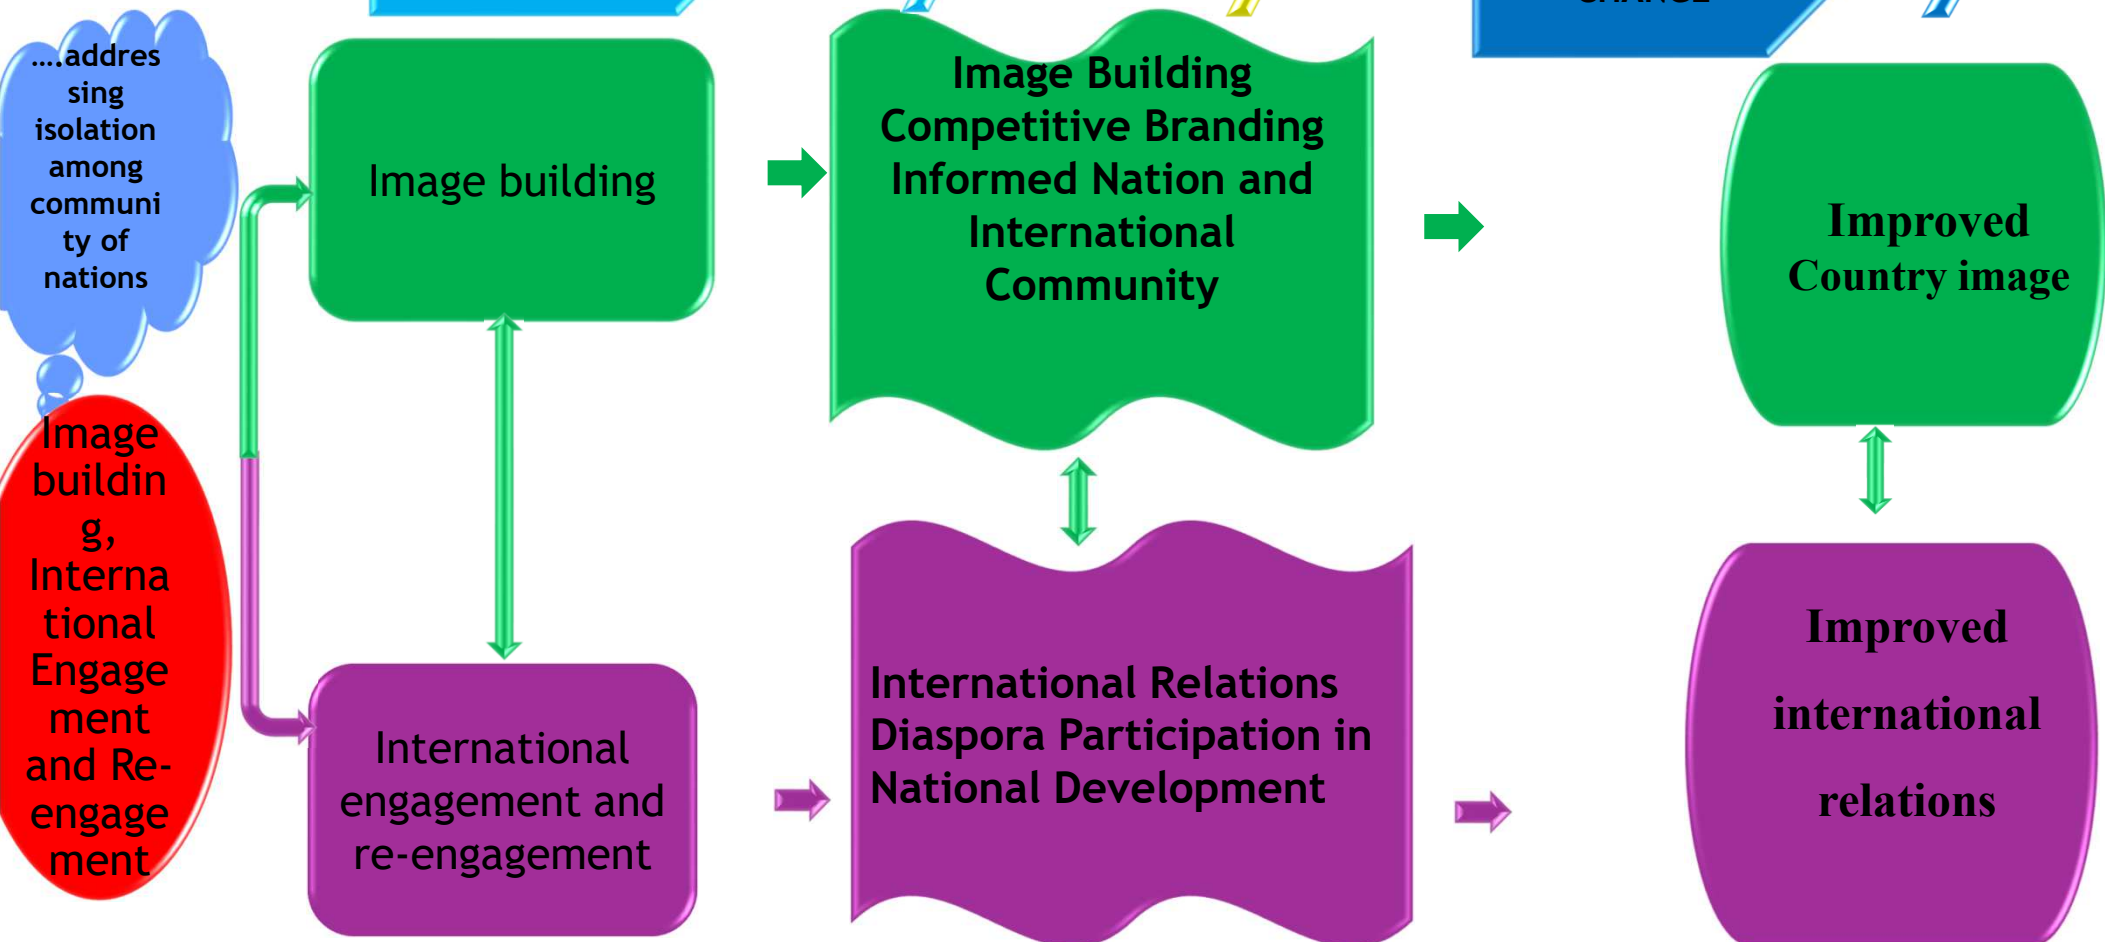 CHANGE
….addres
sing
isolation
among
communi
ty of
nations
Image building
Image Building
Competitive Branding
Informed Nation and
International
Community
Improved
Country image
Image
buildin
g,
Interna
tional
Engage
ment
and Re-
engage
ment
International
engagement and
re-engagement
International Relations
Diaspora Participation in
National Development
Improved
international
relations